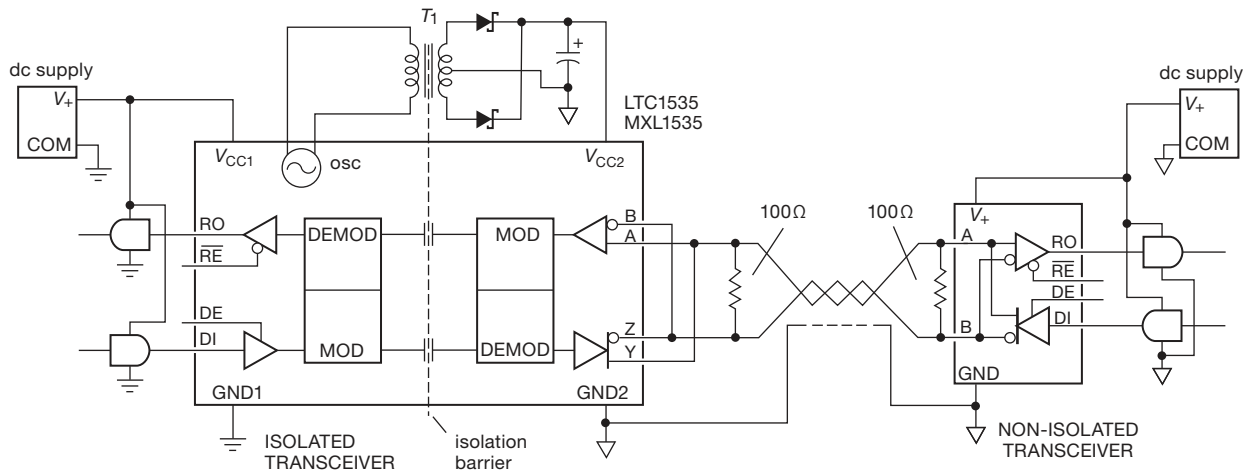 T1
dc supply
V+
COM
LTC1535
MXL1535
dc supply
V+
COM
VCC1
osc
VCC2
RO
RE
DE
DI
DEMOD
MOD
MOD
DEMOD
B
A
Z
Y
100Ω
100Ω
V+
A
B
RO
RE
DE
DI
GND
GND1
GND2
ISOLATED
TRANSCEIVER
isolation
barrier
NON-ISOLATED
TRANSCEIVER